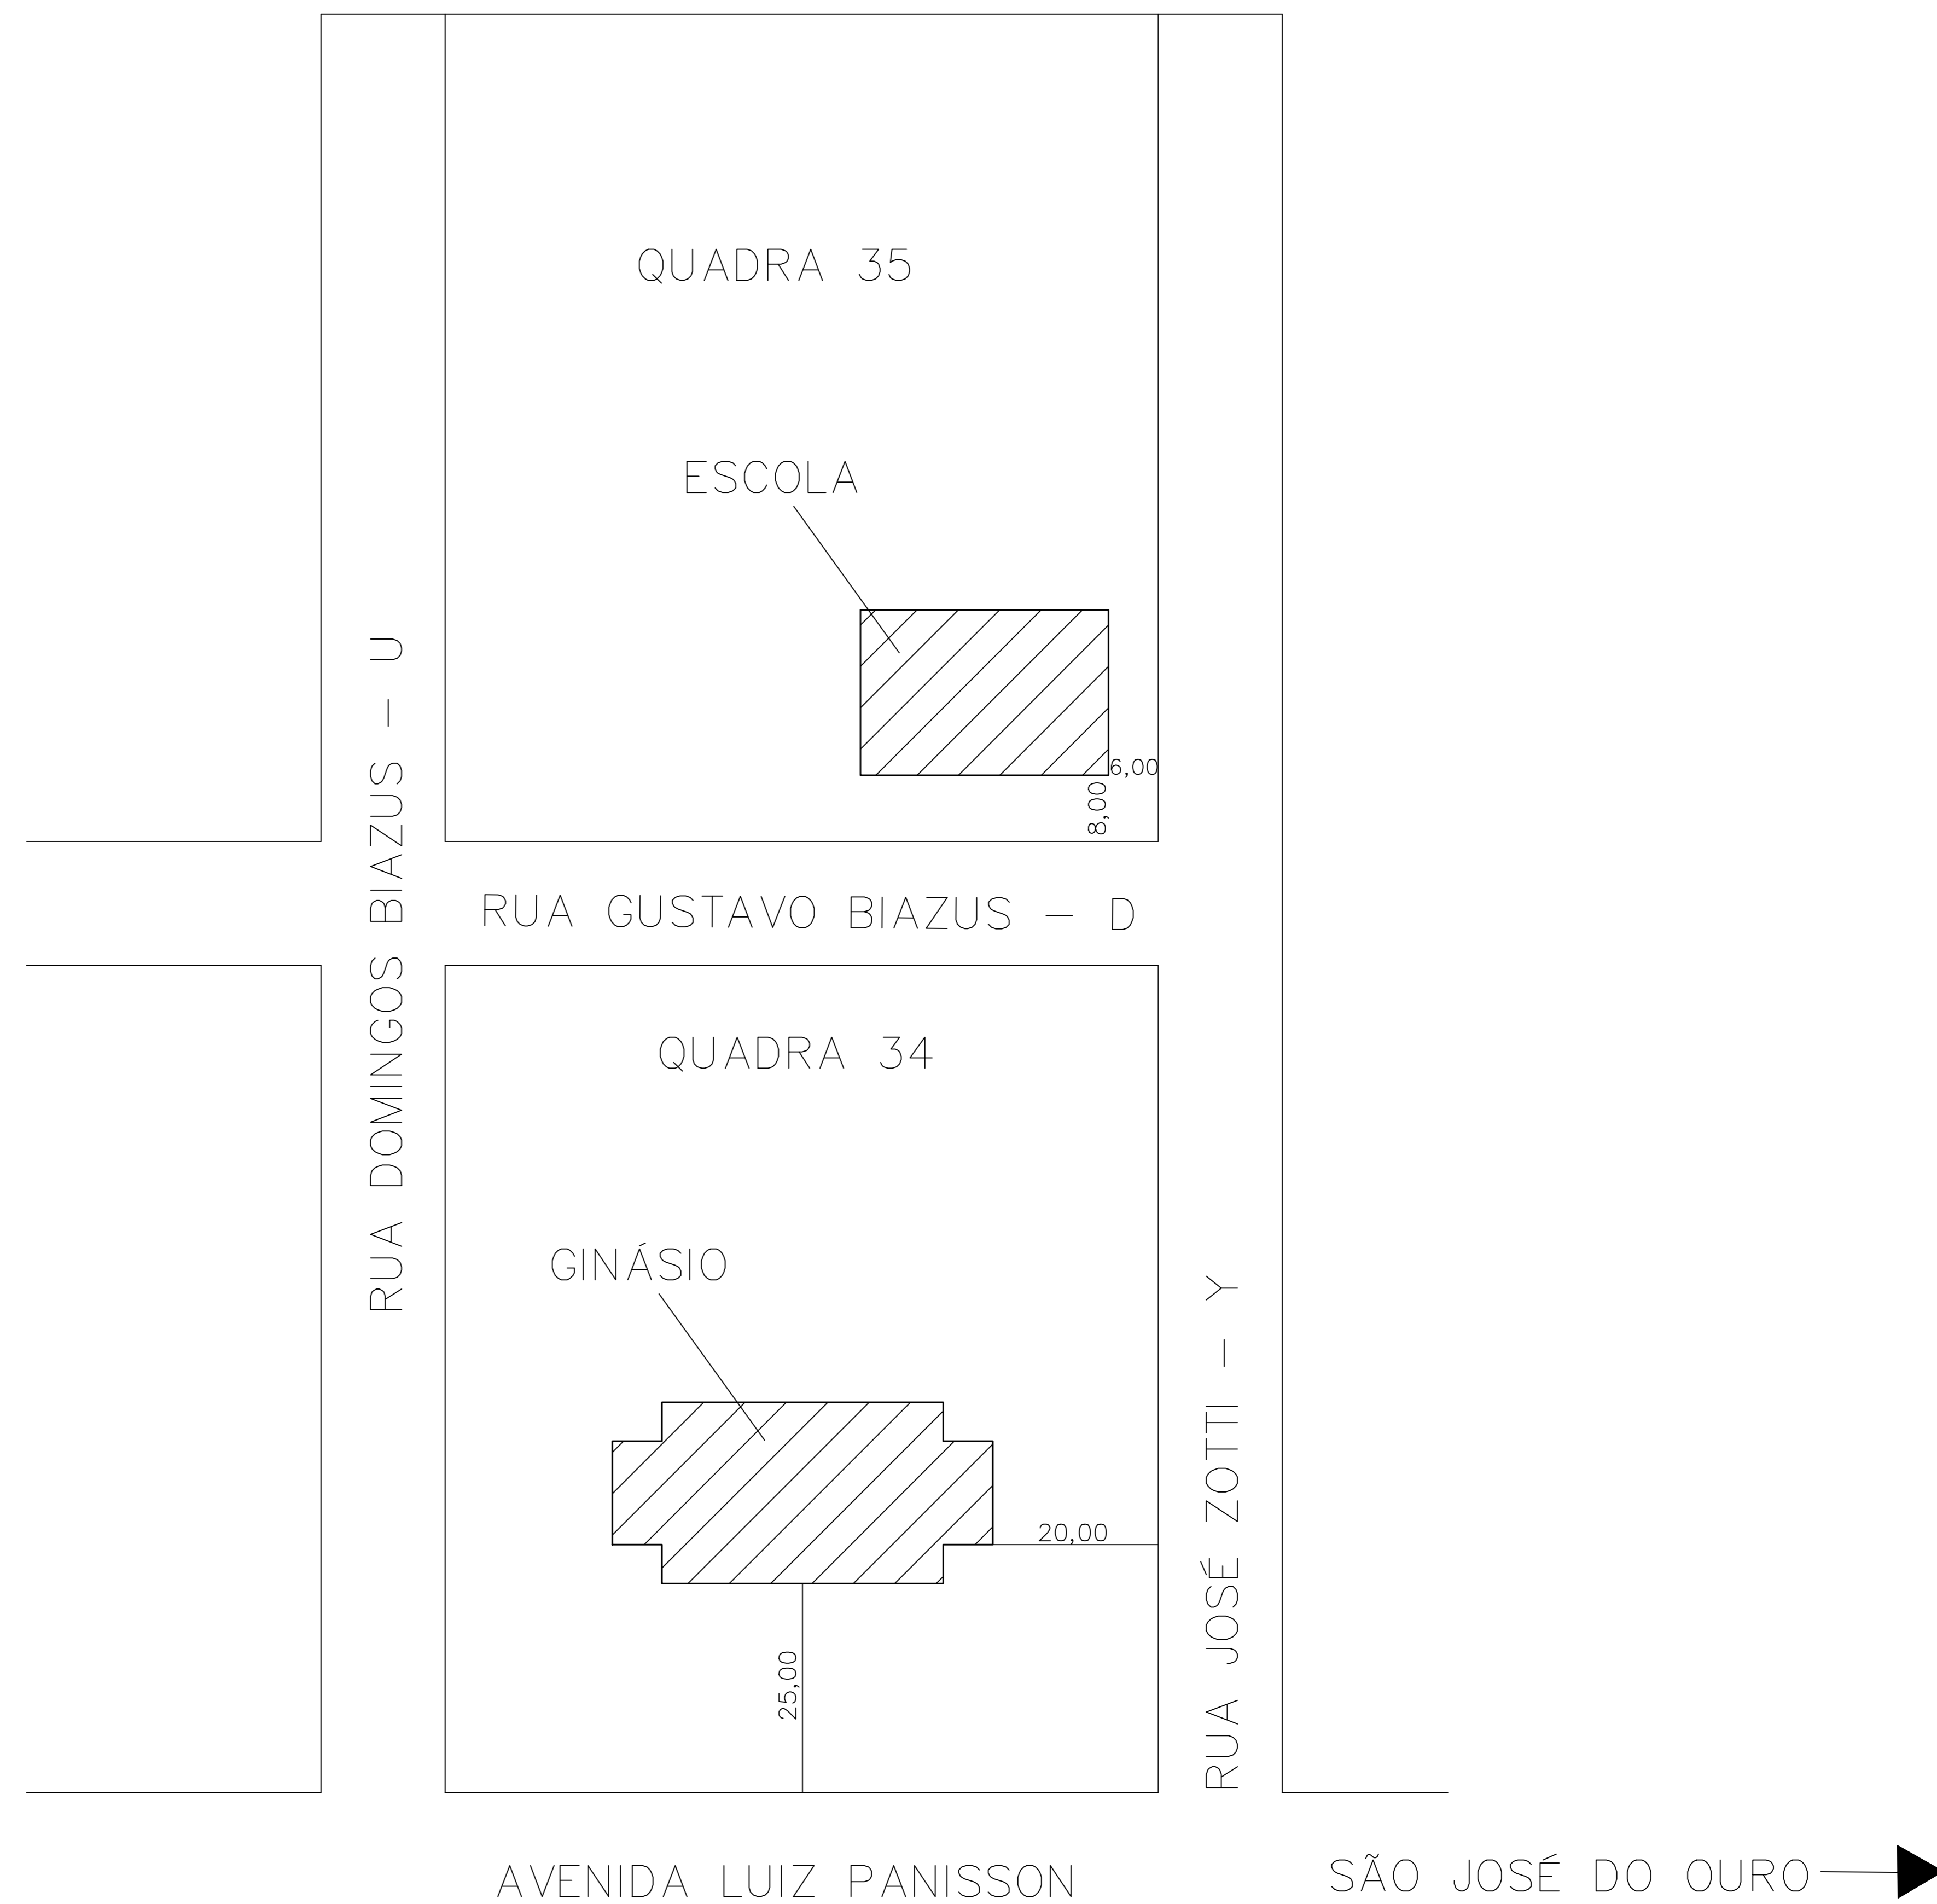 QUADRA 35
ESCOLA
6,00
8,00
RUA DOMINGOS BIAZUS - U
RUA GUSTAVO BIAZUS - D
QUADRA 34
GINÁSIO
20,00
25,00
RUA JOSÉ ZOTTI - Y
AVENIDA LUIZ PANISSON
SÃO JOSÉ DO OURO